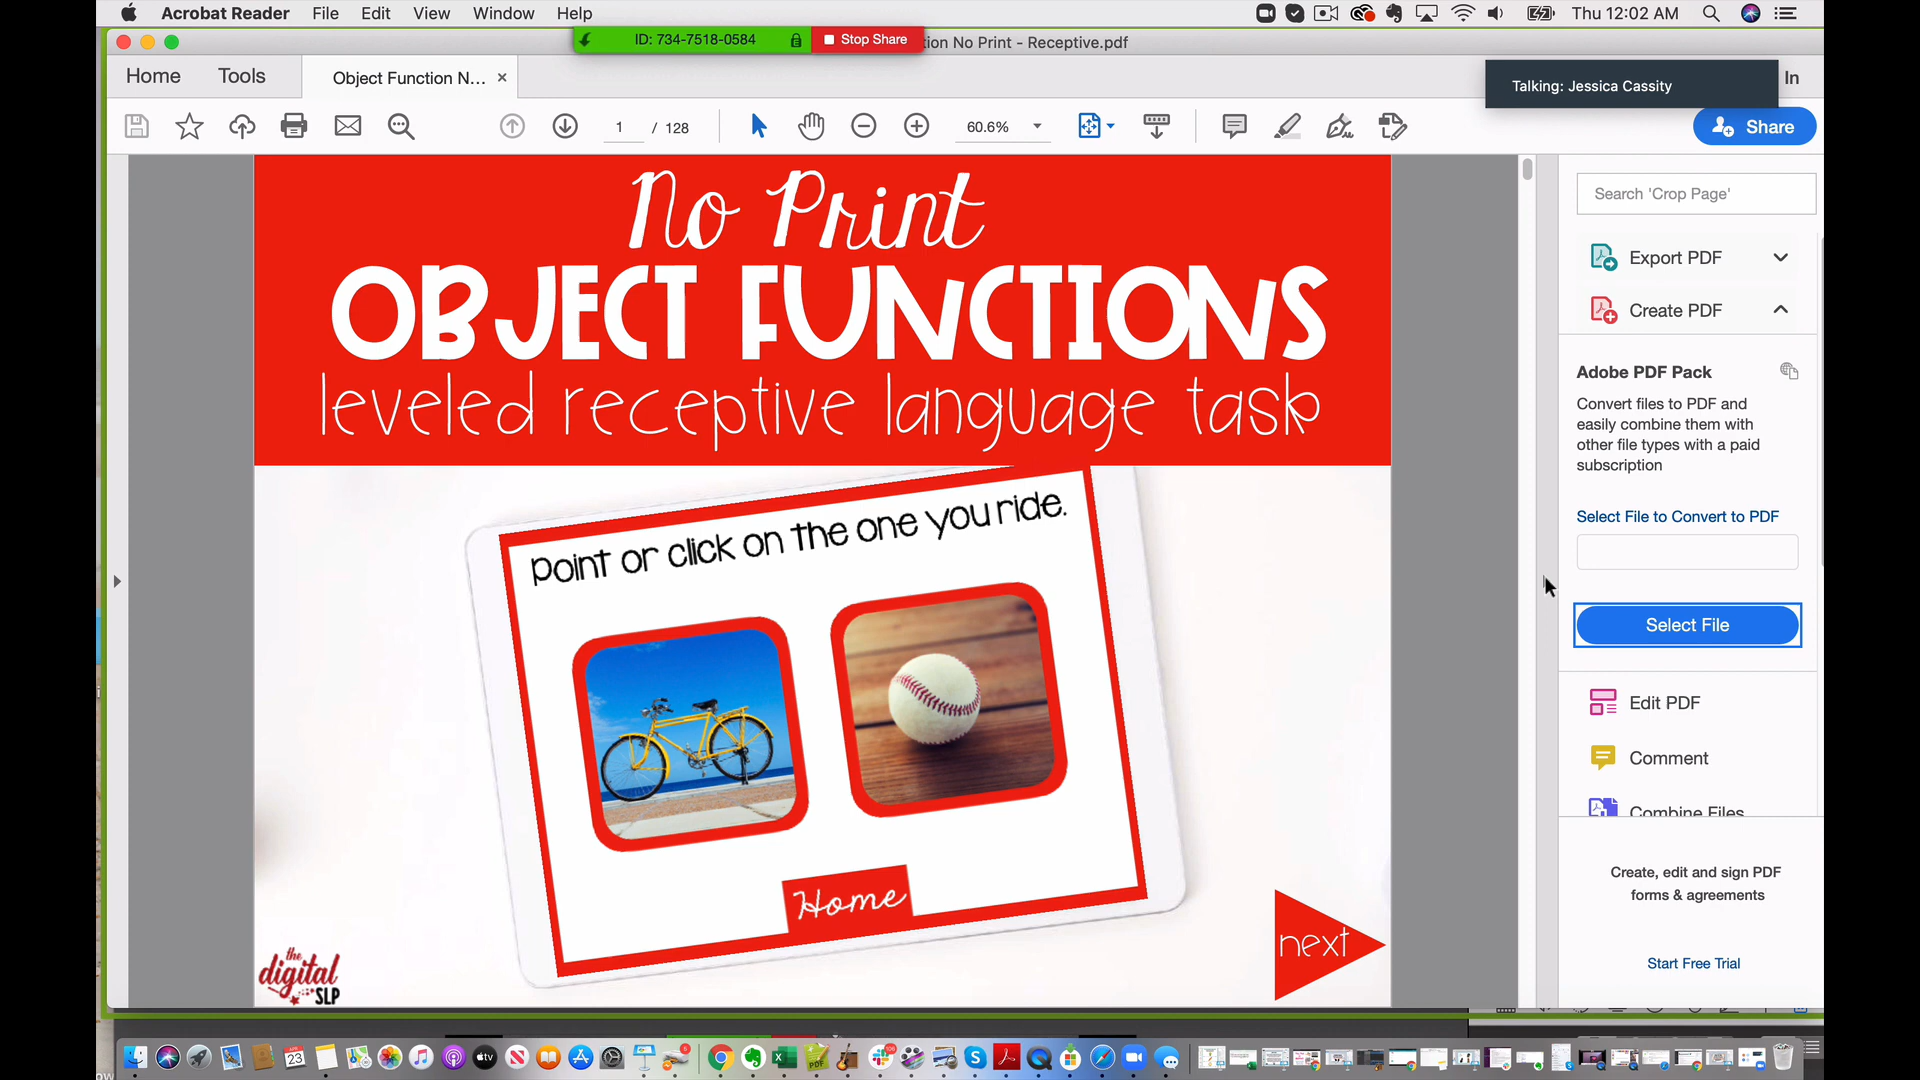 Acrobat Reader File Edit View Window Help
Thu 12:02 AM
ID: 734-7518-0584
Stop Share
ion No Print - Receptive.pdf
Home Tools
Object Function N...
Talking: Jessica Cassity
In
1 / 128
60.6%
Share
No Print
OBJECT FUNCTIONS
leveled receptive language task
Point or click on the one you ride.
Home
next
the
digital
SLP
Search 'Crop Page'
Export PDF
Create PDF
Adobe PDF Pack
Convert files to PDF and
easily combine them with
other file types with a paid
subscription
Select File to Convert to PDF
Select File
Edit PDF
Comment
Combine Files
Create, edit and sign PDF
forms & agreements
Start Free Trial
APR
23
tv
PDF